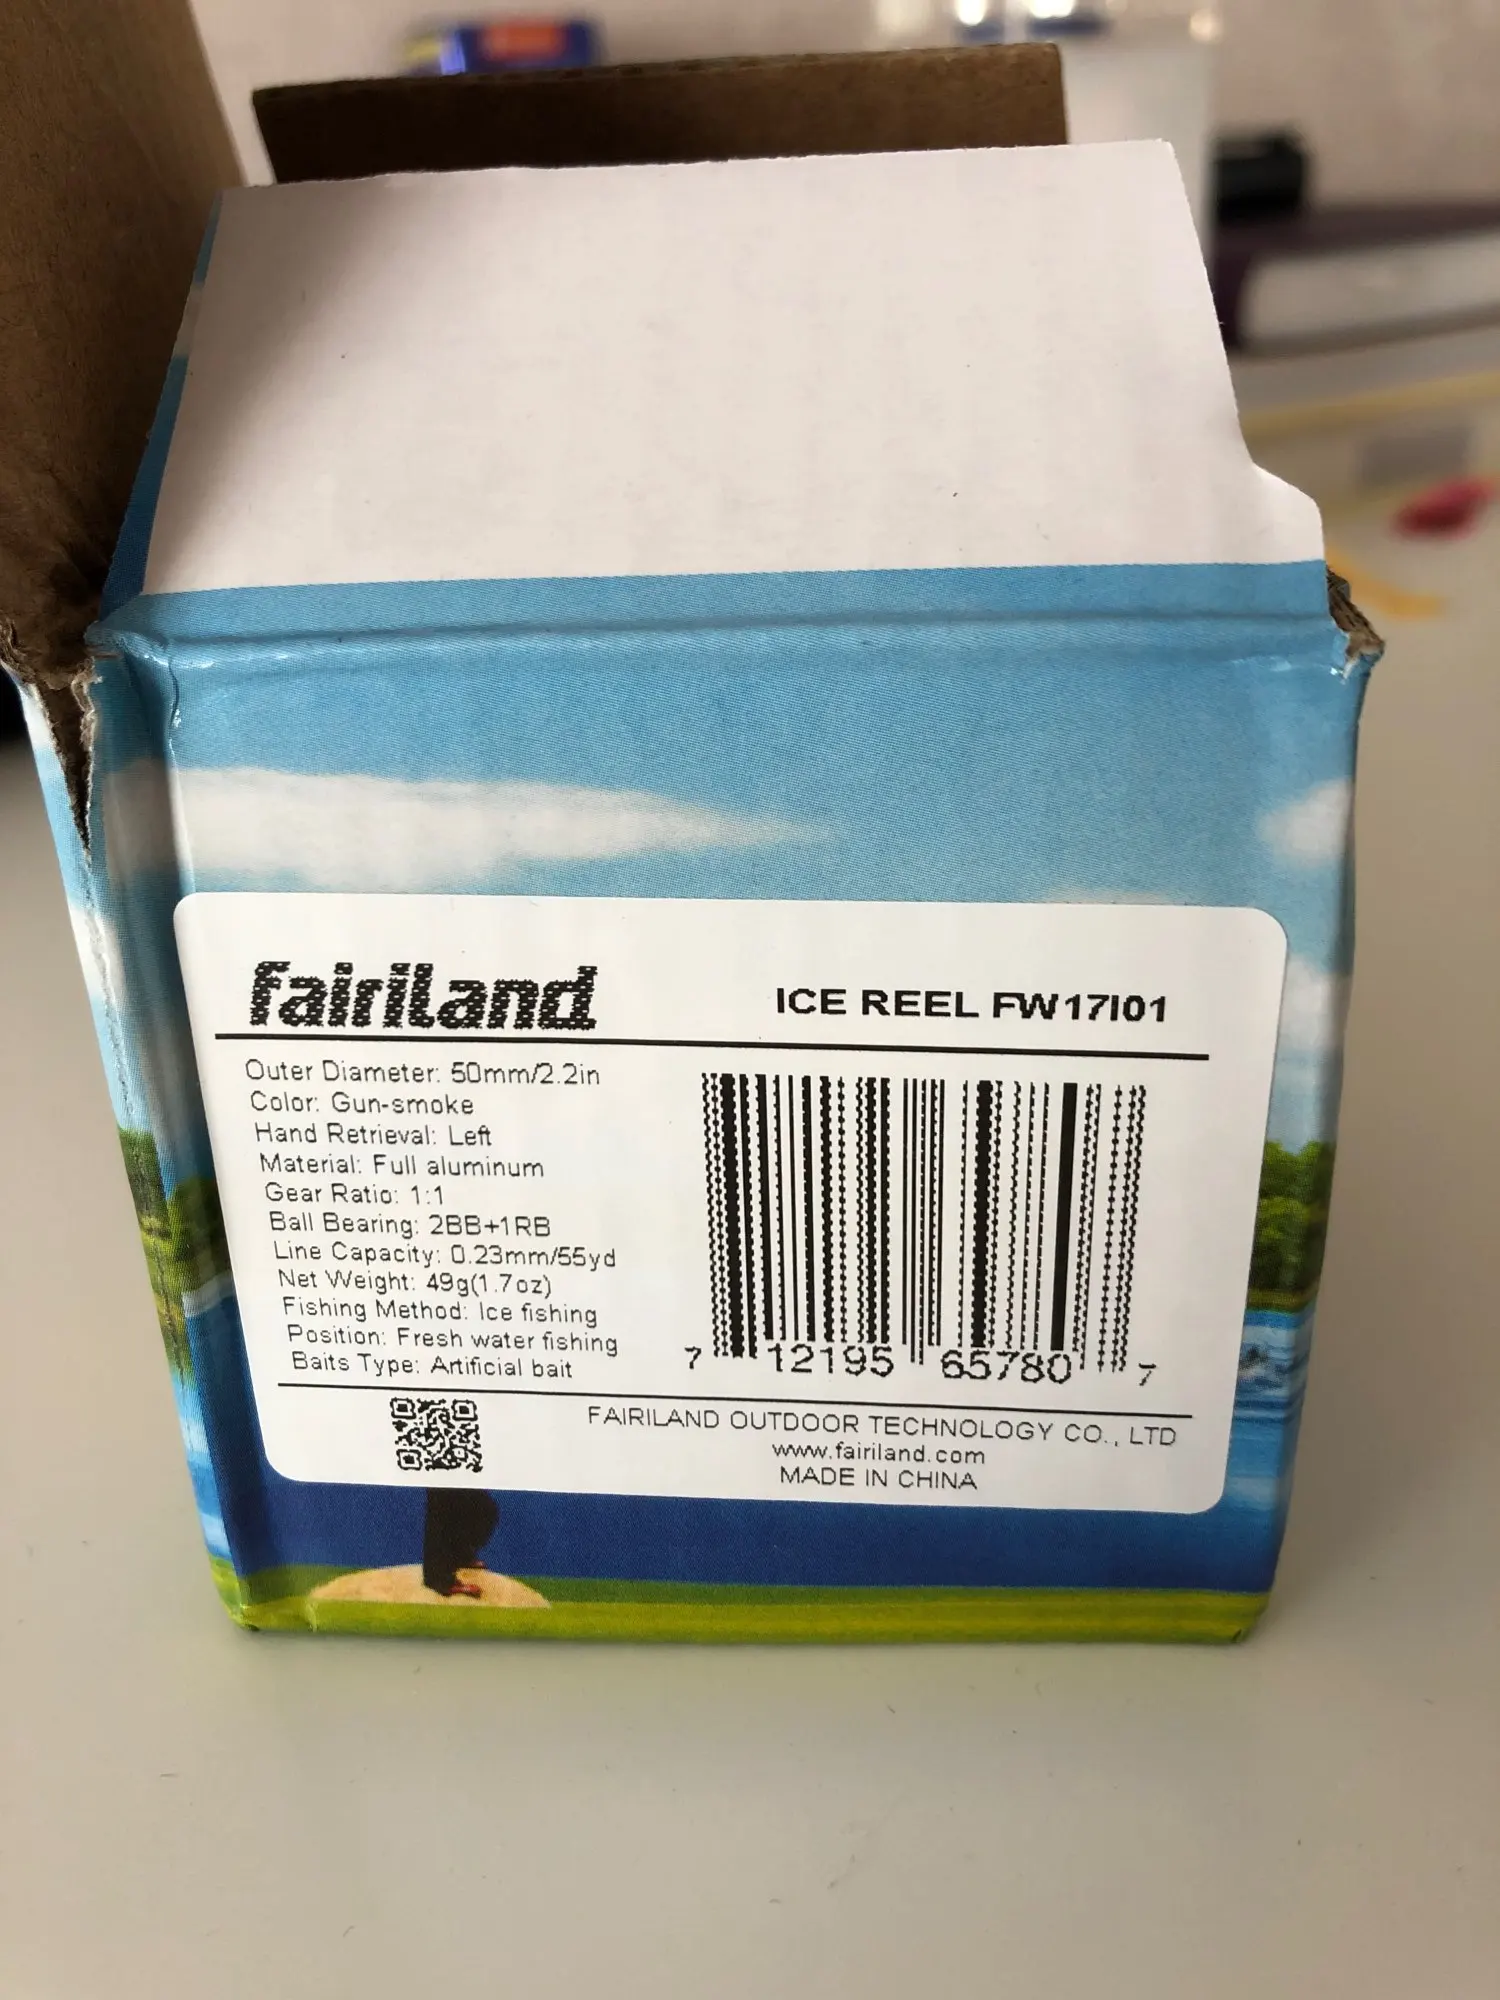 fairiland
ICE REEL FW17I01
Outer Diameter: 50mm/2.2in
Color: Gun-smoke
Hand Retrieval: Left
Material: Full aluminum
Gear Ratio: 1:1
Ball Bearing: 2BB+1RB
Line Capacity: 0.23mm/55yd
Net Weight: 49g(1.7oz)
Fishing Method: Ice fishing
Position: Fresh water fishing
Baits Type: Artificial bait
7 12195 65780 7
FAIRILAND OUTDOOR TECHNOLOGY CO., LTD
www.fairiland.com
MADE IN CHINA